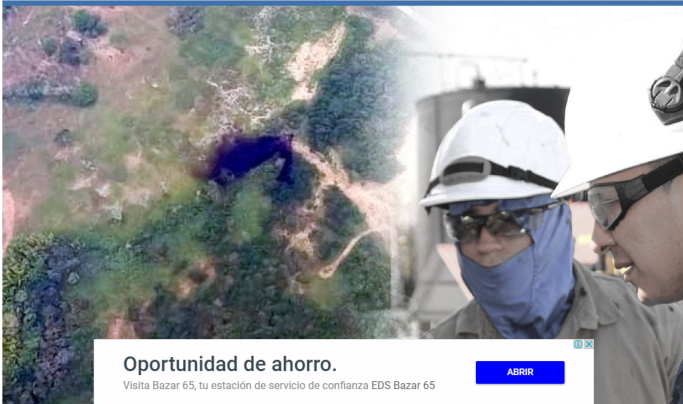 Oportunidad de ahorro.
Visita Bazar 65, tu estación de servicio de confianza EDS Bazar 65
ABRIR